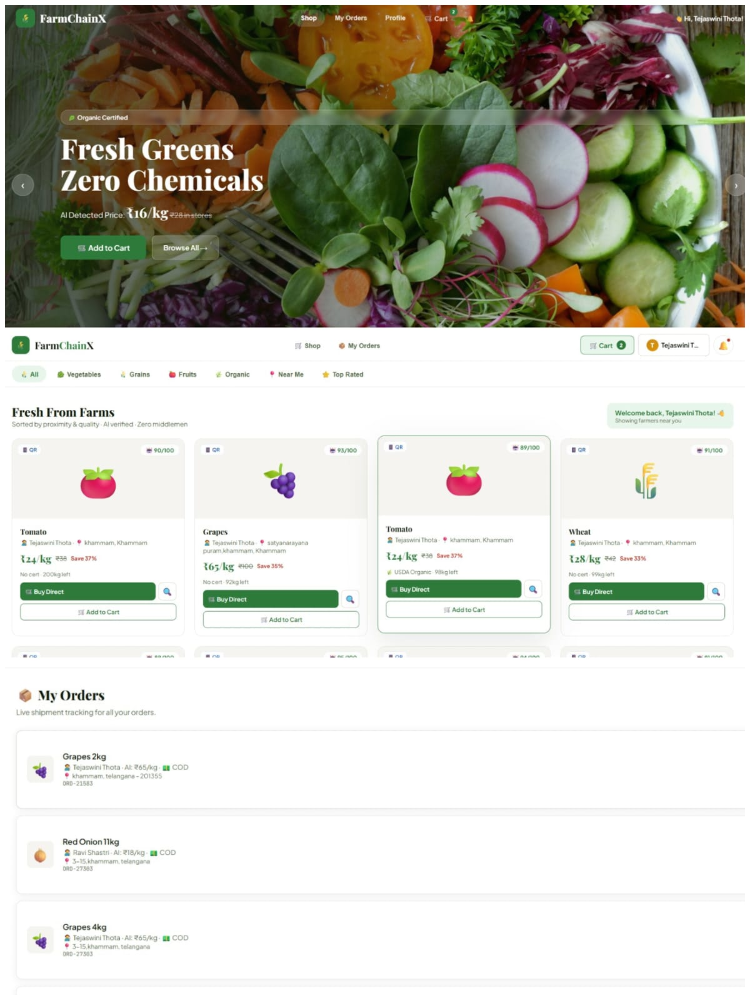 FarmChainX
Shop
My Orders
Profile
Cart
2
Hi, Tejaswini Thota!
Organic Certified
Fresh Greens
Zero Chemicals
AI Detected Price: ₹16/kg ₹28 in stores
Add to Cart
Browse All →
FarmChainX
Shop
My Orders
Cart 2
T Tejaswini T...
All
Vegetables
Grains
Fruits
Organic
Near Me
Top Rated
Fresh From Farms
Sorted by proximity & quality · AI verified · Zero middlemen
Welcome back, Tejaswini Thota!
Showing farmers near you
QR
90/100
Tomato
Tejaswini Thota · khammam, Khammam
₹24/kg ₹38 Save 37%
No cert · 200kg left
Buy Direct
Add to Cart
QR
93/100
Grapes
Tejaswini Thota · satyanarayana
puram,khammam, Khammam
₹65/kg ₹100 Save 35%
No cert · 92kg left
Buy Direct
Add to Cart
QR
89/100
Tomato
Tejaswini Thota · khammam, Khammam
₹24/kg ₹38 Save 37%
USDA Organic · 98kg left
Buy Direct
Add to Cart
QR
91/100
Wheat
Tejaswini Thota · khammam, Khammam
₹28/kg ₹42 Save 33%
No cert · 99kg left
Buy Direct
Add to Cart
QR
QR
QR
QR
My Orders
Live shipment tracking for all your orders.
Grapes 2kg
Tejaswini Thota · AI: ₹65/kg · COD
khammam, telangana - 201355
ORD-21583
Red Onion 11kg
Ravi Shastri · AI: ₹18/kg · COD
3-15,khammam, telangana
ORD-27303
Grapes 4kg
Tejaswini Thota · AI: ₹65/kg · COD
3-15,khammam, telangana
ORD-27303